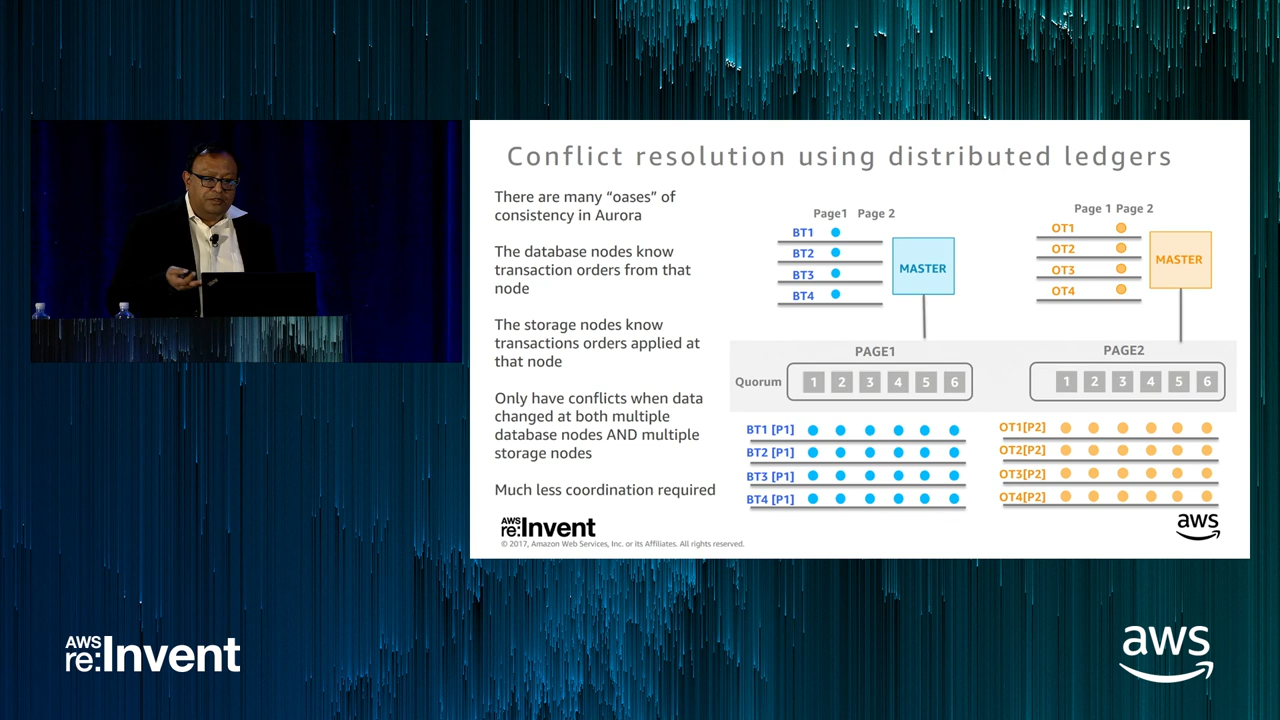 Conflict resolution using distributed ledgers
There are many “oases” of
consistency in Aurora
The database nodes know
transaction orders from that
node
The storage nodes know
transactions orders applied at
that node
Only have conflicts when data
changed at both multiple
database nodes AND multiple
storage nodes
Much less coordination required
Page1 Page 2
BT1
BT2
BT3
BT4
MASTER
Page 1 Page 2
OT1
OT2
OT3
OT4
MASTER
PAGE1
Quorum 1 2 3 4 5 6
PAGE2
1 2 3 4 5 6
BT1 [P1]
BT2 [P1]
BT3 [P1]
BT4 [P1]
OT1[P2]
OT2[P2]
OT3[P2]
OT4[P2]
AWS
re:Invent
© 2017, Amazon Web Services, Inc. or its Affiliates. All rights reserved.
aws
AWS
re:Invent
aws